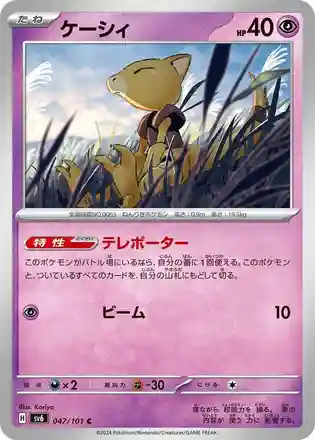 たね
ケーシィ
HP40
全国図鑑NO.0063 ねんりきポケモン 高さ：0.9m 重さ：19.5kg
特性 テレポーター
このポケモンがバトル場にいるなら、自分の番に1回使える。このポケモン
と、ついているすべてのカードを、自分の山札にもどして切る。
ビーム 10
弱点 ×2 抵抗力 -30 にげる
Illus. Kariya
H SV6 047/101 C
©2024 Pokémon/Nintendo/Creatures/GAME FREAK.